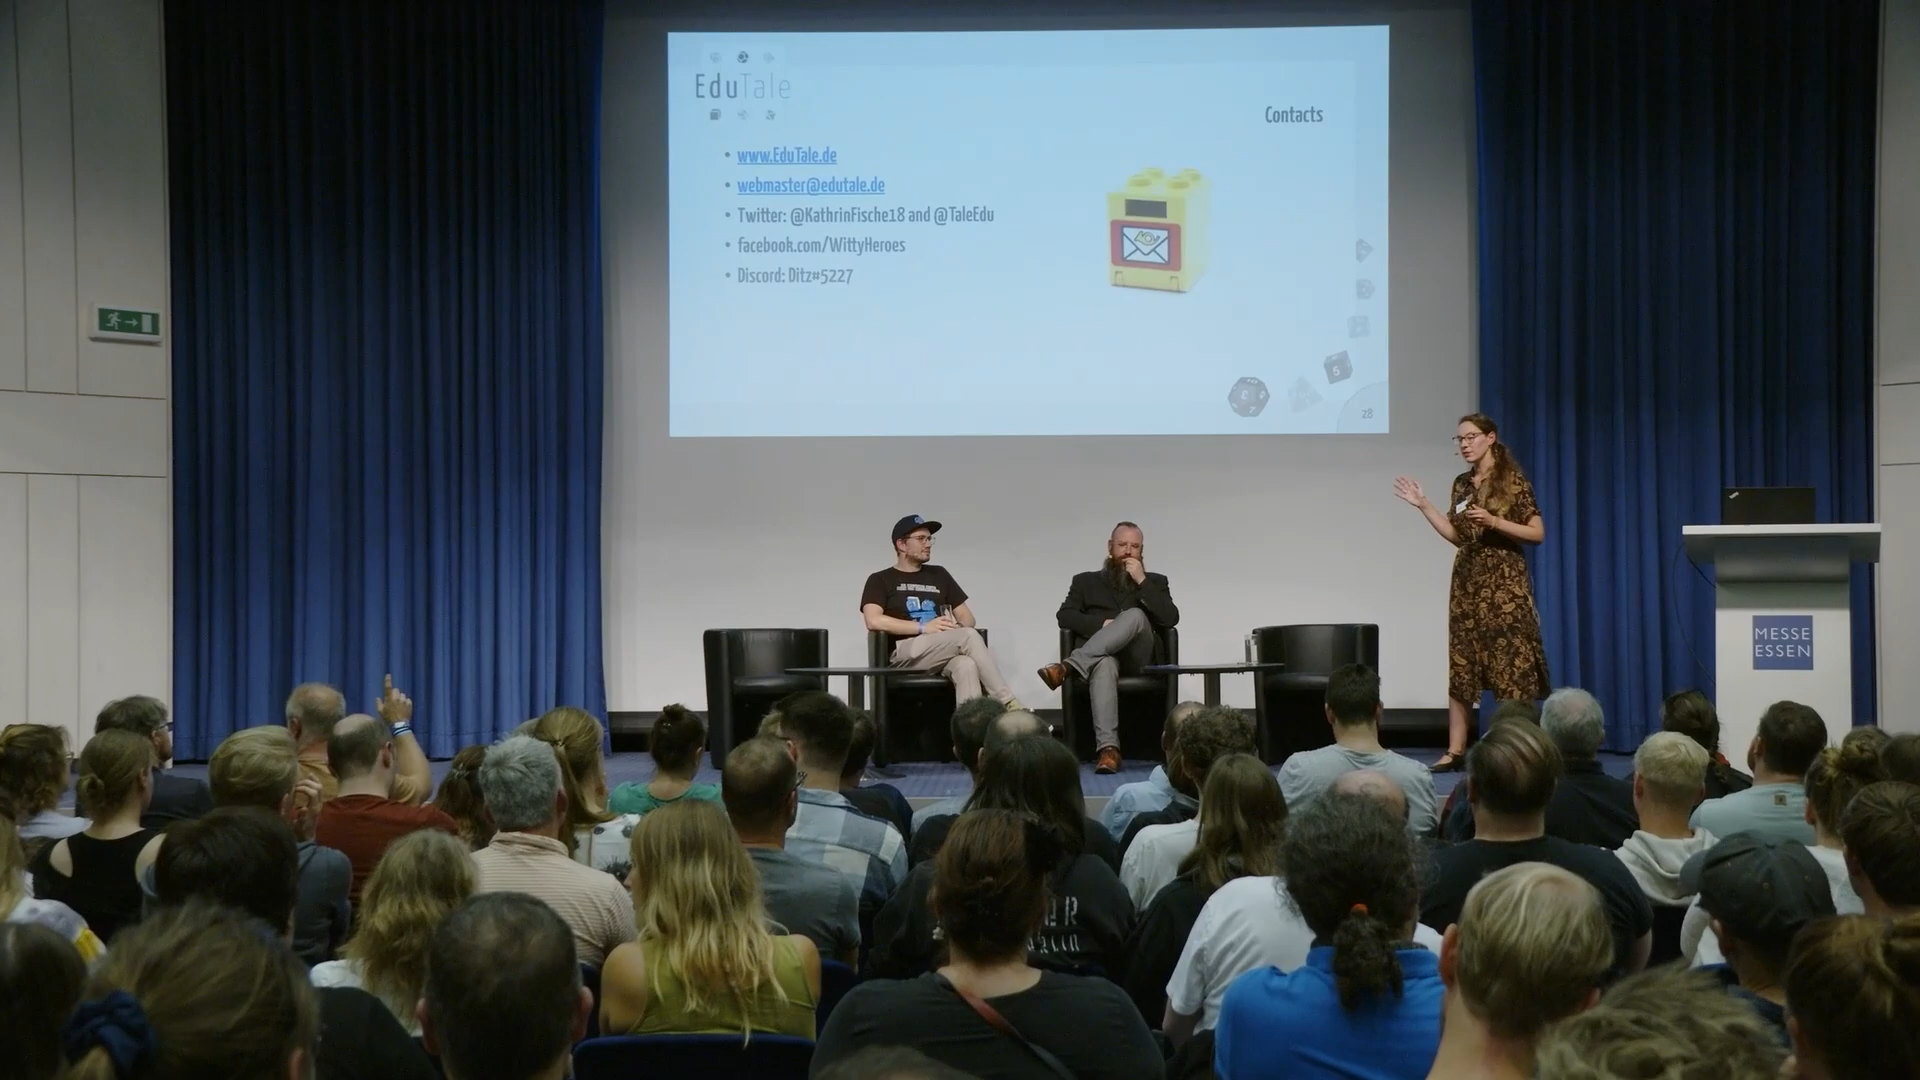 EduTale
Contacts
www.EduTale.de
webmaster@edutale.de
Twitter: @KathrinFische18 and @TaleEdu
facebook.com/WittyHeroes
Discord: Ditz#5227
5
28
MESSE
ESSEN